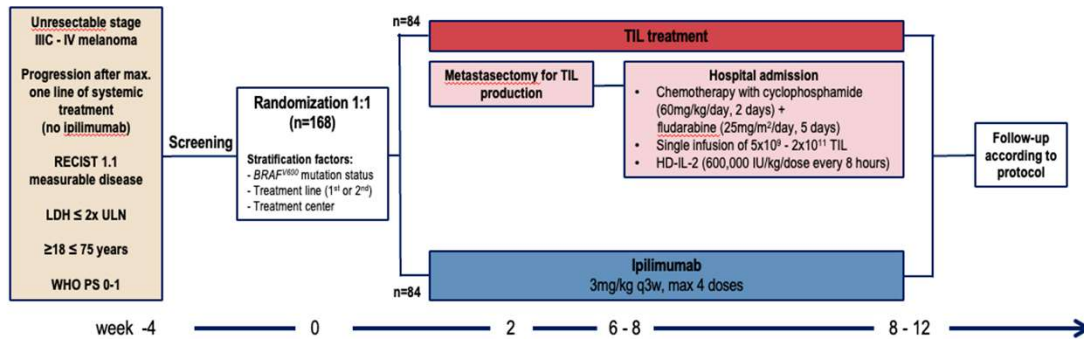 Unresectable stage
IIIC - IV melanoma
Progression after max.
one line of systemic
treatment
(no ipilimumab)
RECIST 1.1
measurable disease
LDH ≤ 2x ULN
≥18 ≤ 75 years
WHO PS 0-1
Screening
Randomization 1:1
(n=168)
Stratification factors:
- BRAFV600 mutation status
- Treatment line (1st or 2nd)
- Treatment center
n=84
TIL treatment
Metastasectomy for TIL
production
Hospital admission
• Chemotherapy with cyclophosphamide
(60mg/kg/day, 2 days) +
fludarabine (25mg/m²/day, 5 days)
• Single infusion of 5x10⁹ - 2x10¹¹ TIL
• HD-IL-2 (600,000 IU/kg/dose every 8 hours)
n=84
Ipilimumab
3mg/kg q3w, max 4 doses
Follow-up
according to
protocol
week -4 0 2 6 - 8 8 - 12